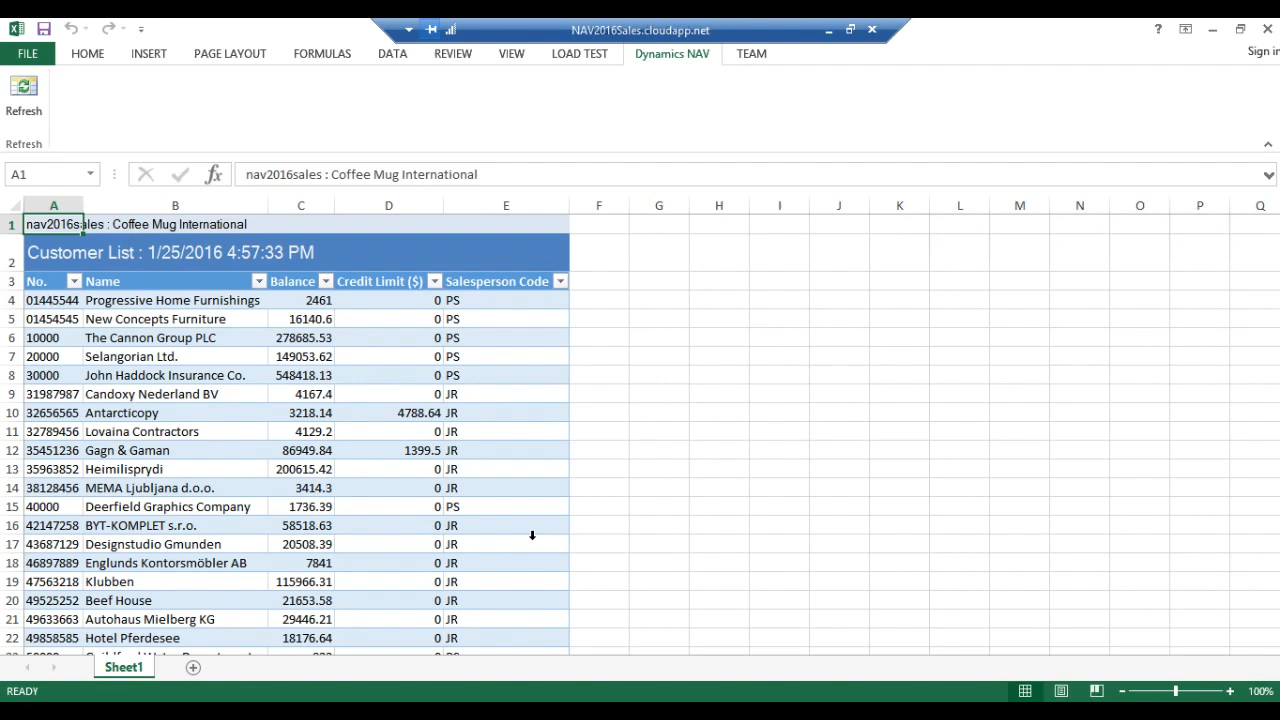 NAV2016Sales.cloudapp.net
?
FILE HOME INSERT PAGE LAYOUT FORMULAS DATA REVIEW VIEW LOAD TEST Dynamics NAV TEAM
Sign in
Refresh
Refresh
A1 fx nav2016sales : Coffee Mug International
A B C D E F G H I J K L M N O P Q
1 nav2016sales : Coffee Mug International
2 Customer List : 1/25/2016 4:57:33 PM
3 No. Name Balance Credit Limit ($) Salesperson Code
4 01445544 Progressive Home Furnishings 2461 0 PS
5 01454545 New Concepts Furniture 16140.6 0 PS
6 10000 The Cannon Group PLC 278685.53 0 PS
7 20000 Selangorian Ltd. 149053.62 0 PS
8 30000 John Haddock Insurance Co. 548418.13 0 PS
9 31987987 Candoxy Nederland BV 4167.4 0 JR
10 32656565 Antarcticopy 3218.14 4788.64 JR
11 32789456 Lovaina Contractors 4129.2 0 JR
12 35451236 Gagn & Gaman 86949.84 1399.5 JR
13 35963852 Heimilisprydi 200615.42 0 JR
14 38128456 MEMA Ljubljana d.o.o. 3414.3 0 JR
15 40000 Deerfield Graphics Company 1736.39 0 PS
16 42147258 BYT-KOMPLET s.r.o. 58518.63 0 JR
17 43687129 Designstudio Gmunden 20508.39 0 JR
18 46897889 Englunds Kontorsmöbler AB 7841 0 JR
19 47563218 Klubben 115966.31 0 JR
20 49525252 Beef House 21653.58 0 JR
21 49633663 Autohaus Mielberg KG 29446.21 0 JR
22 49858585 Hotel Pferdesee 18176.64 0 JR
Sheet1
READY
100%